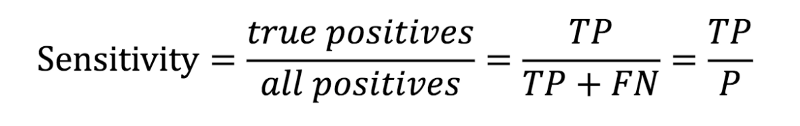 Sensitivity = true positives / all positives = TP / TP + FN = TP / P